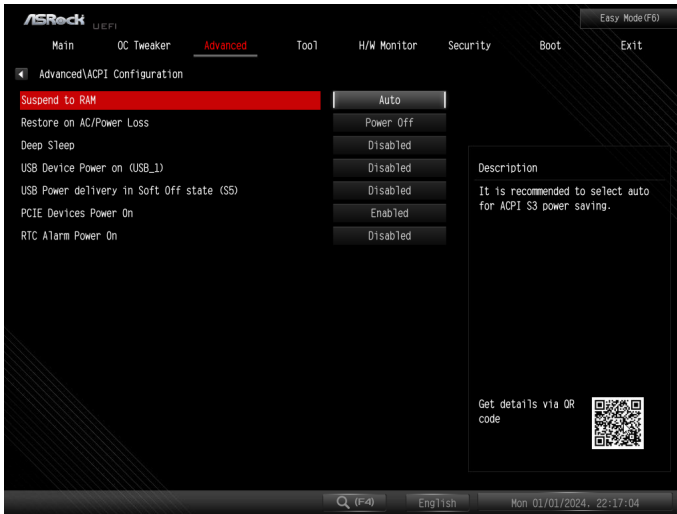 ASRock UEFI
Easy Mode(F6)
Main OC Tweaker Advanced Tool H/W Monitor Security Boot Exit
Advanced\ACPI Configuration
Suspend to RAM Auto
Restore on AC/Power Loss Power Off
Deep Sleep Disabled
USB Device Power on (USB_1) Disabled
USB Power delivery in Soft Off state (S5) Disabled
PCIE Devices Power On Enabled
RTC Alarm Power On Disabled
Description
It is recommended to select auto
for ACPI S3 power saving.
Get details via QR
code
(F4) English Mon 01/01/2024. 22:17:04